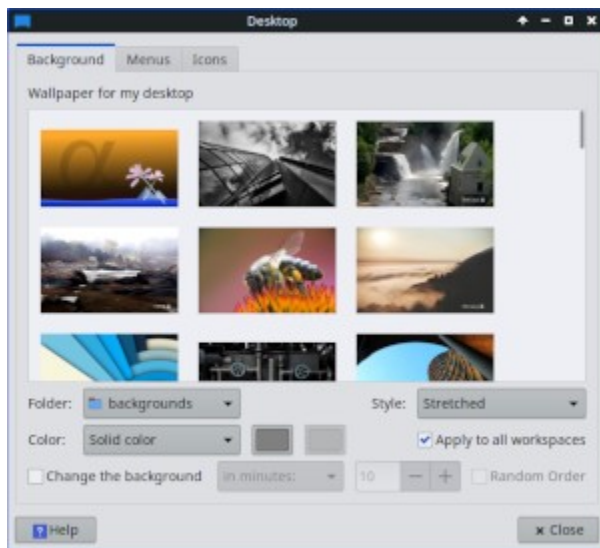 Desktop
Background Menus Icons
Wallpaper for my desktop
α
Folder: backgrounds Style: Stretched
Color: Solid color Apply to all workspaces
Change the background in minutes: 10 Random Order
Help Close